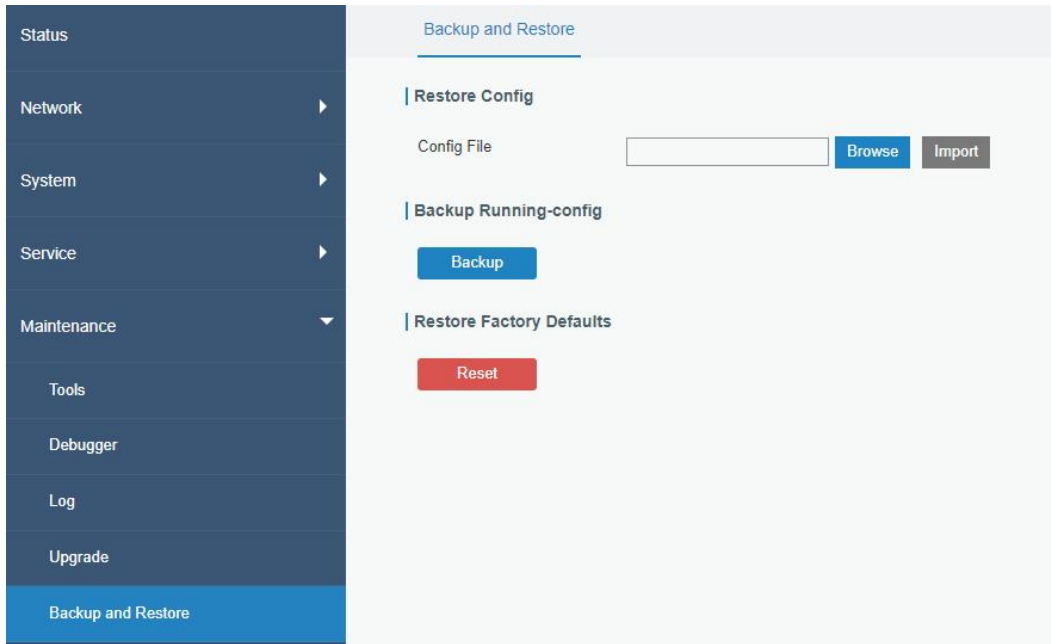 Status
Network
System
Service
Maintenance
Tools
Debugger
Log
Upgrade
Backup and Restore
Backup and Restore
Restore Config
Config File Browse Import
Backup Running-config
Backup
Restore Factory Defaults
Reset